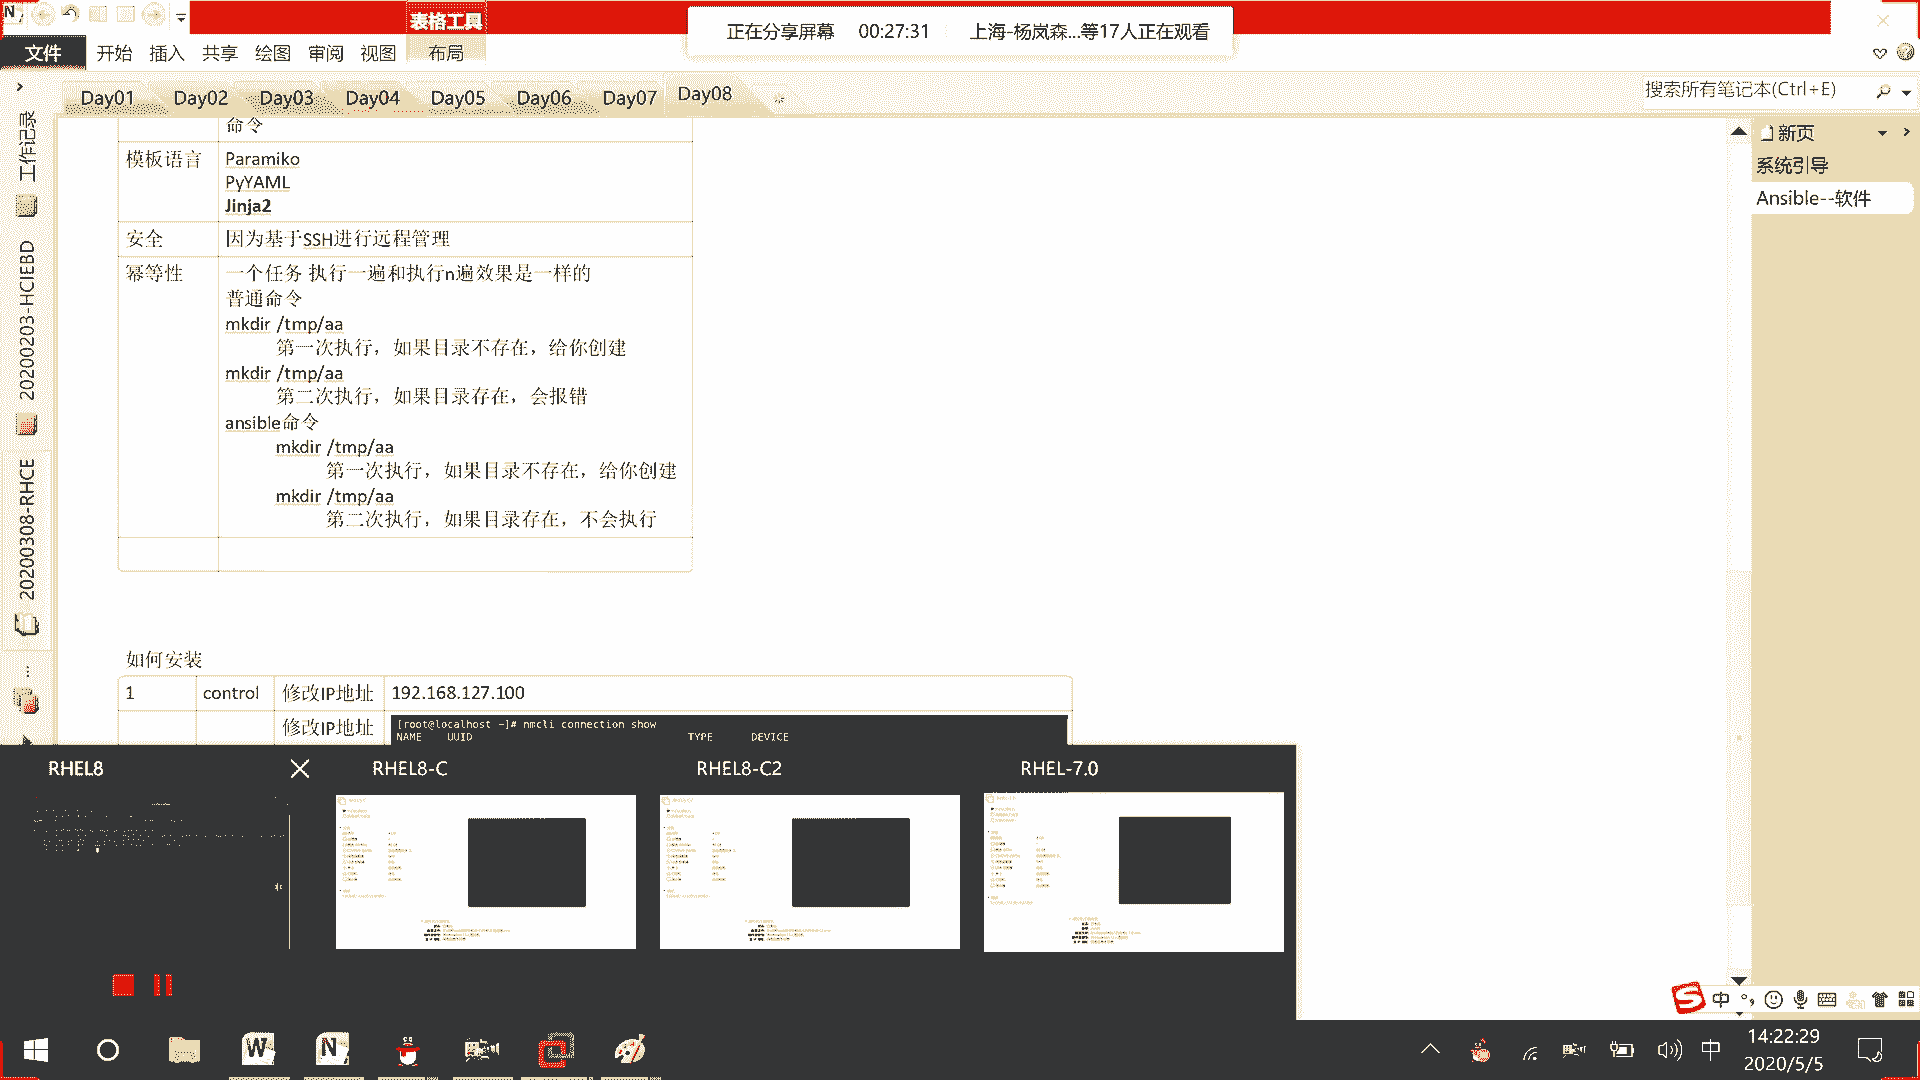 表格工具
正在分享屏幕 00:27:31 上海-杨岚森...等17人正在观看
文件 开始 插入 共享 绘图 审阅 视图 布局
Day01 Day02 Day03 Day04 Day05 Day06 Day07 Day08
搜索所有笔记本(Ctrl+E)
工作记录
20200203-HCIEBD
20200308-RHCE
新页
系统引导
Ansible--软件
命令
模板语言 Paramiko
PyYAML
Jinja2
安全 因为基于SSH进行远程管理
幂等性 一个任务 执行一遍和执行n遍效果是一样的
普通命令
mkdir /tmp/aa
第一次执行，如果目录不存在，给你创建
mkdir /tmp/aa
第二次执行，如果目录存在，会报错
ansible命令
mkdir /tmp/aa
第一次执行，如果目录不存在，给你创建
mkdir /tmp/aa
第二次执行，如果目录存在，不会执行
如何安装
1 control 修改IP地址 192.168.127.100
修改IP地址 [root@localhost ~]# nmcli connection show
NAME UUID TYPE DEVICE
RHEL8 RHEL8-C RHEL8-C2 RHEL-7.0
中
中 14:22:29
2020/5/5